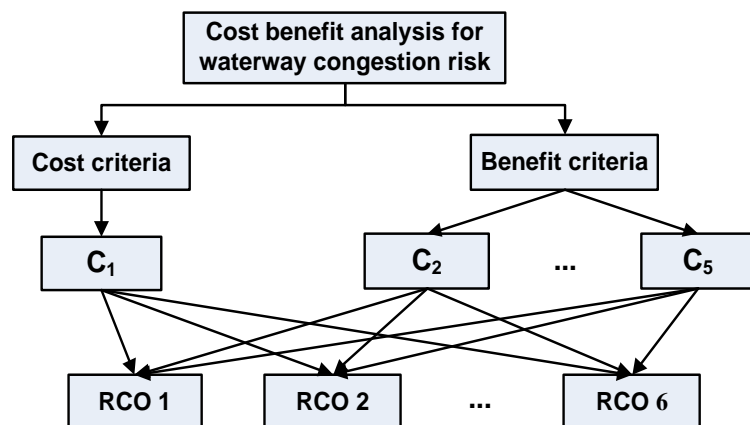 Cost benefit analysis for
waterway congestion risk
Cost criteria
Benefit criteria
C₁
C₂
...
C₅
RCO 1
RCO 2
...
RCO 6